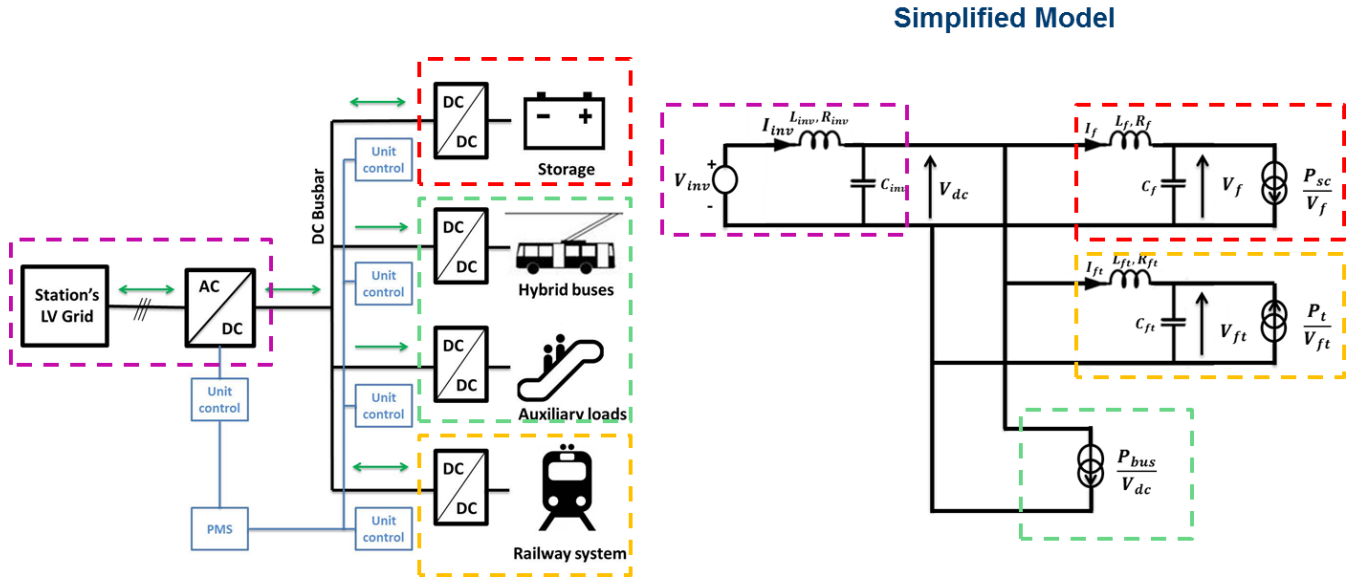 Simplified Model
DC
DC
Storage
Unit
control
DC Busbar
DC
DC
Hybrid buses
Unit
control
Station's
LV Grid
AC
DC
DC
DC
Auxiliary loads
Unit
control
Unit
control
DC
DC
Railway system
PMS
Unit
control
I_inv
L_inv, R_inv
+
V_inv
-
C_inv
V_dc
I_f
L_f, R_f
C_f
V_f
P_sc
V_f
I_ft
L_ft, R_ft
C_ft
V_ft
P_t
V_ft
P_bus
V_dc